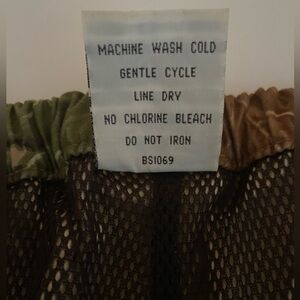 MACHINE WASH COLD
GENTLE CYCLE
LINE DRY
NO CHLORINE BLEACH
DO NOT IRON
BS1069